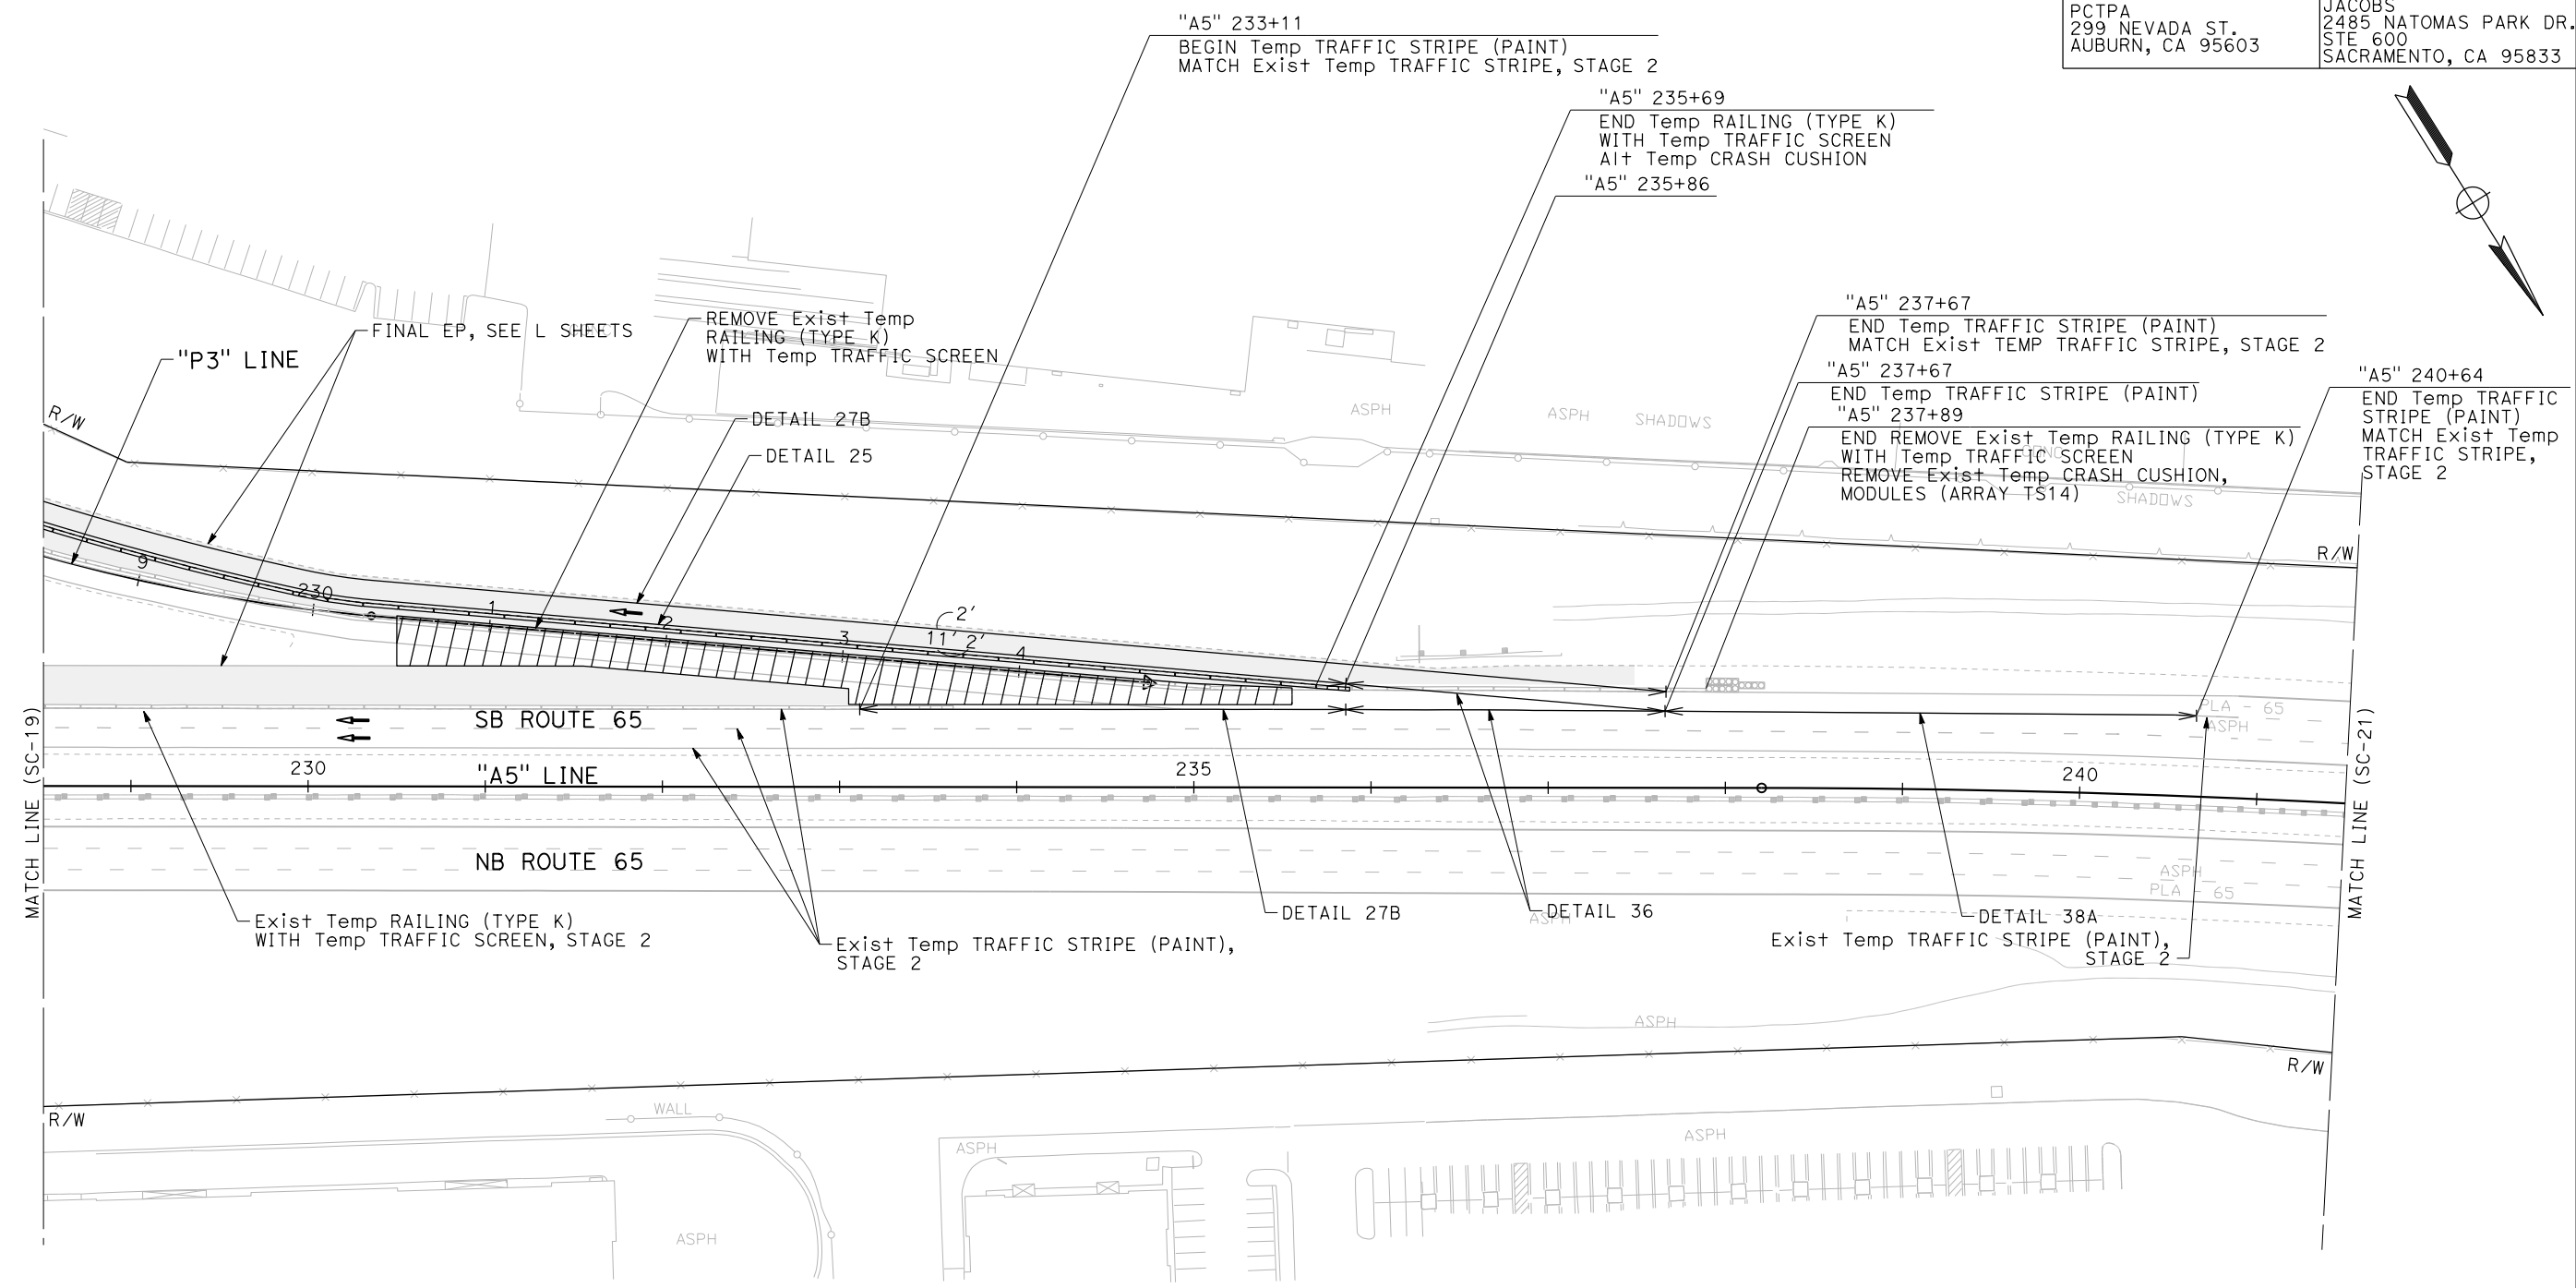 PCTPA
299 NEVADA ST.
AUBURN, CA 95603
JACOBS
2485 NATOMAS PARK DR.
STE 600
SACRAMENTO, CA 95833
"A5" 233+11
BEGIN Temp TRAFFIC STRIPE (PAINT)
MATCH Exist Temp TRAFFIC STRIPE, STAGE 2
"A5" 235+69
END Temp RAILING (TYPE K)
WITH Temp TRAFFIC SCREEN
Alt Temp CRASH CUSHION
"A5" 235+86
"A5" 237+67
END Temp TRAFFIC STRIPE (PAINT)
MATCH Exist TEMP TRAFFIC STRIPE, STAGE 2
"A5" 237+67
END Temp TRAFFIC STRIPE (PAINT)
"A5" 237+89
END REMOVE Exist Temp RAILING (TYPE K)
WITH Temp TRAFFIC SCREEN
REMOVE Exist Temp CRASH CUSHION,
MODULES (ARRAY TS14)
"A5" 240+64
END Temp TRAFFIC
STRIPE (PAINT)
MATCH Exist Temp
TRAFFIC STRIPE,
STAGE 2
FINAL EP, SEE L SHEETS
"P3" LINE
REMOVE Exist Temp
RAILING (TYPE K)
WITH Temp TRAFFIC SCREEN
DETAIL 27B
DETAIL 25
ASPH
ASPH
SHADOWS
SHADOWS
R/W
R/W
9
230
1
2
3
4
2'
11'
2'
MATCH LINE (SC-19)
SB ROUTE 65
PLA - 65
ASPH
230
"A5" LINE
235
240
MATCH LINE (SC-21)
NB ROUTE 65
ASPH
PLA - 65
Exist Temp RAILING (TYPE K)
WITH Temp TRAFFIC SCREEN, STAGE 2
Exist Temp TRAFFIC STRIPE (PAINT),
STAGE 2
DETAIL 27B
DETAIL 36
ASPH
DETAIL 38A
Exist Temp TRAFFIC STRIPE (PAINT),
STAGE 2
ASPH
R/W
R/W
WALL
ASPH
ASPH
ASPH